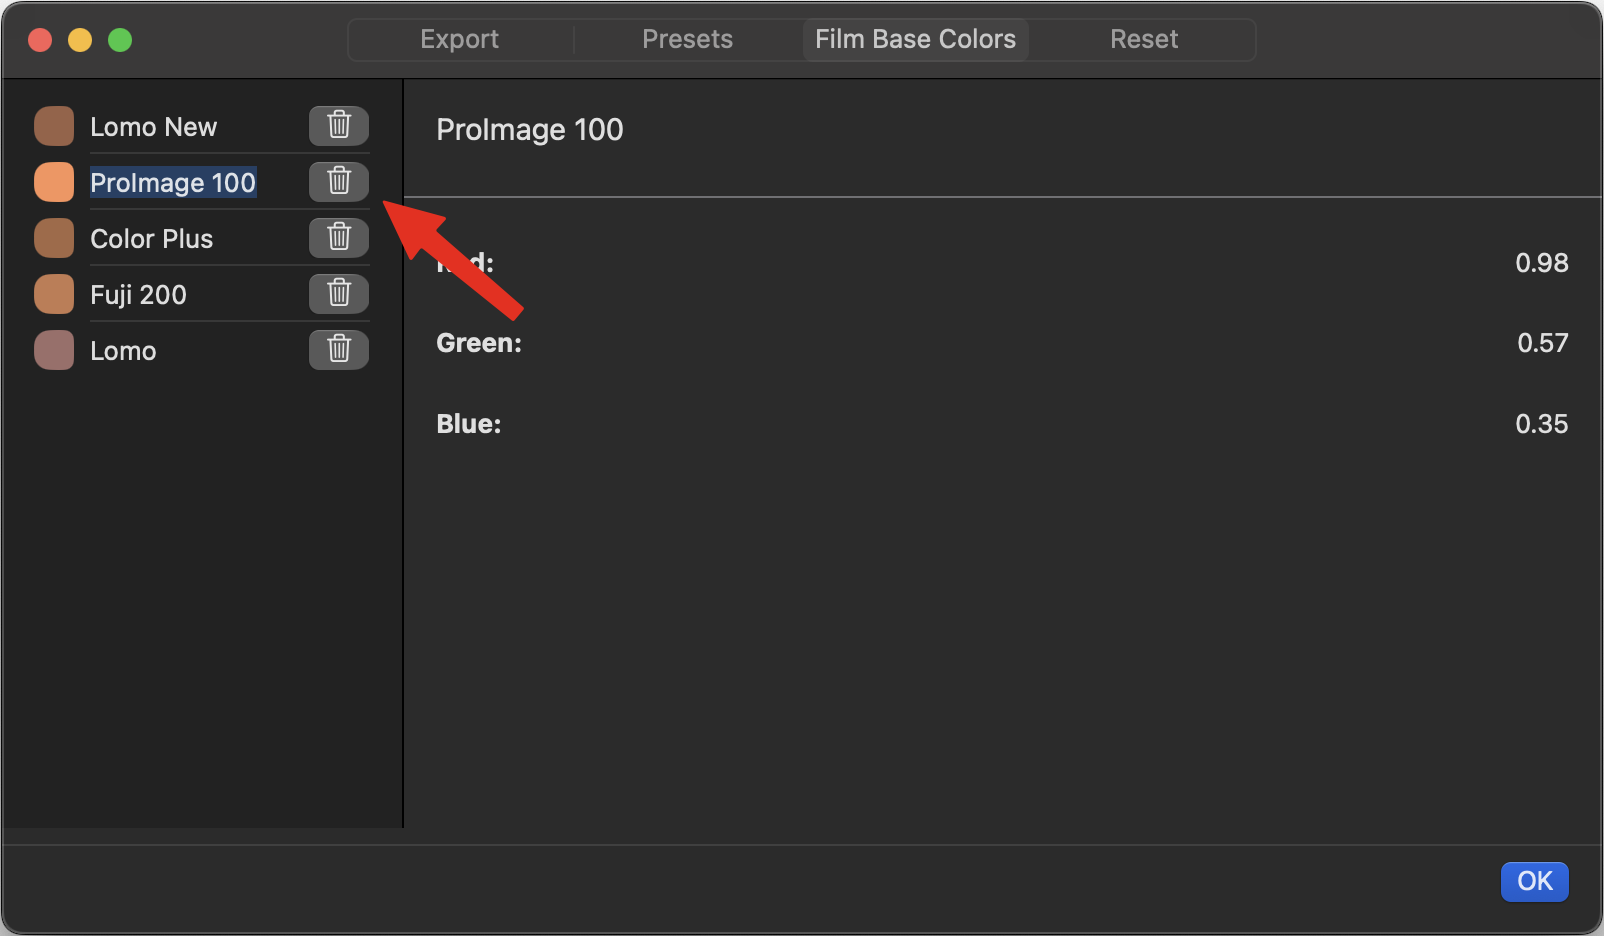 Export Presets Film Base Colors Reset
Lomo New
ProImage 100
Color Plus
Fuji 200
Lomo
ProImage 100
0.98
Green: 0.57
Blue: 0.35
OK